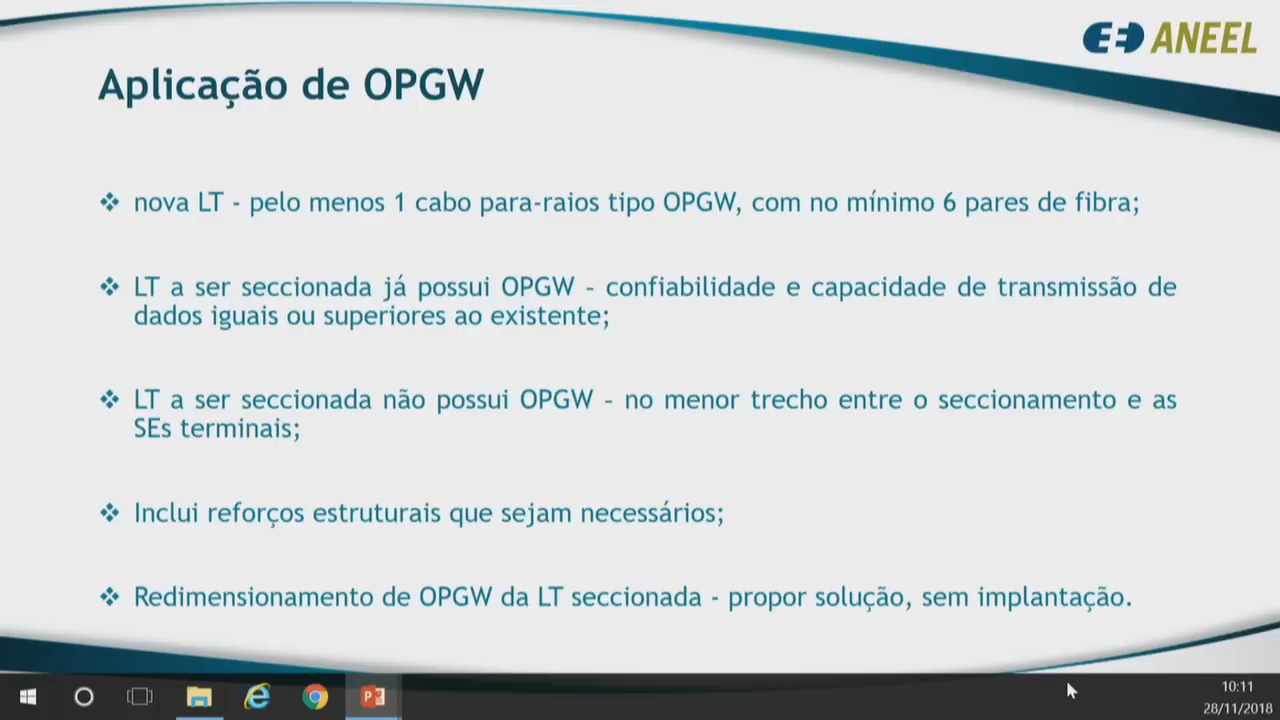 ANEEL
Aplicação de OPGW
❖ nova LT - pelo menos 1 cabo para-raios tipo OPGW, com no mínimo 6 pares de fibra;
❖ LT a ser seccionada já possui OPGW – confiabilidade e capacidade de transmissão de
dados iguais ou superiores ao existente;
❖ LT a ser seccionada não possui OPGW – no menor trecho entre o seccionamento e as
SEs terminais;
❖ Inclui reforços estruturais que sejam necessários;
❖ Redimensionamento de OPGW da LT seccionada - propor solução, sem implantação.
10:11
28/11/2018